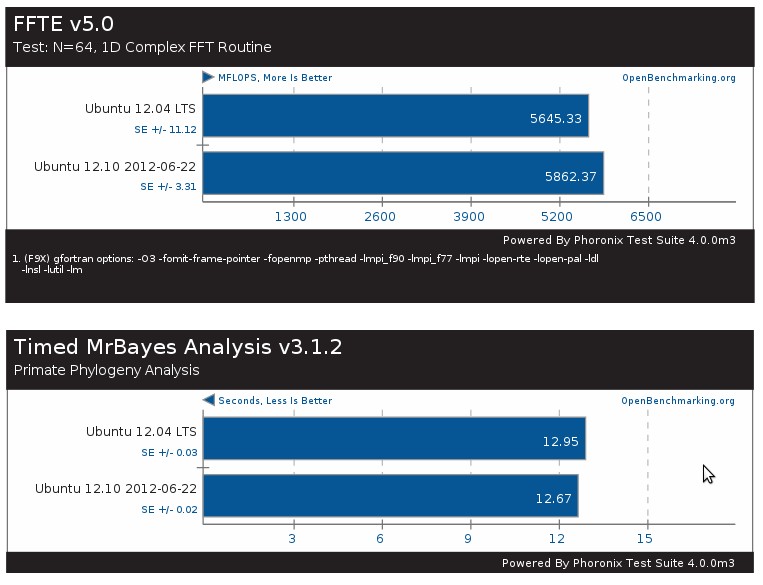 FFTE v5.0
Test: N=64, 1D Complex FFT Routine
MFLOPS, More Is Better
OpenBenchmarking.org
Ubuntu 12.04 LTS
SE +/- 11.12
5645.33
Ubuntu 12.10 2012-06-22
SE +/- 3.31
5862.37
1300 2600 3900 5200 6500
Powered By Phoronix Test Suite 4.0.0m3
1. (F9X) gfortran options: -O3 -fomit-frame-pointer -fopenmp -pthread -lmpi_f90 -lmpi_f77 -lmpi -lopen-rte -lopen-pal -ldl
-lnsl -lutil -lm
Timed MrBayes Analysis v3.1.2
Primate Phylogeny Analysis
Seconds, Less Is Better
OpenBenchmarking.org
Ubuntu 12.04 LTS
SE +/- 0.03
12.95
Ubuntu 12.10 2012-06-22
SE +/- 0.02
12.67
3 6 9 12 15
Powered By Phoronix Test Suite 4.0.0m3